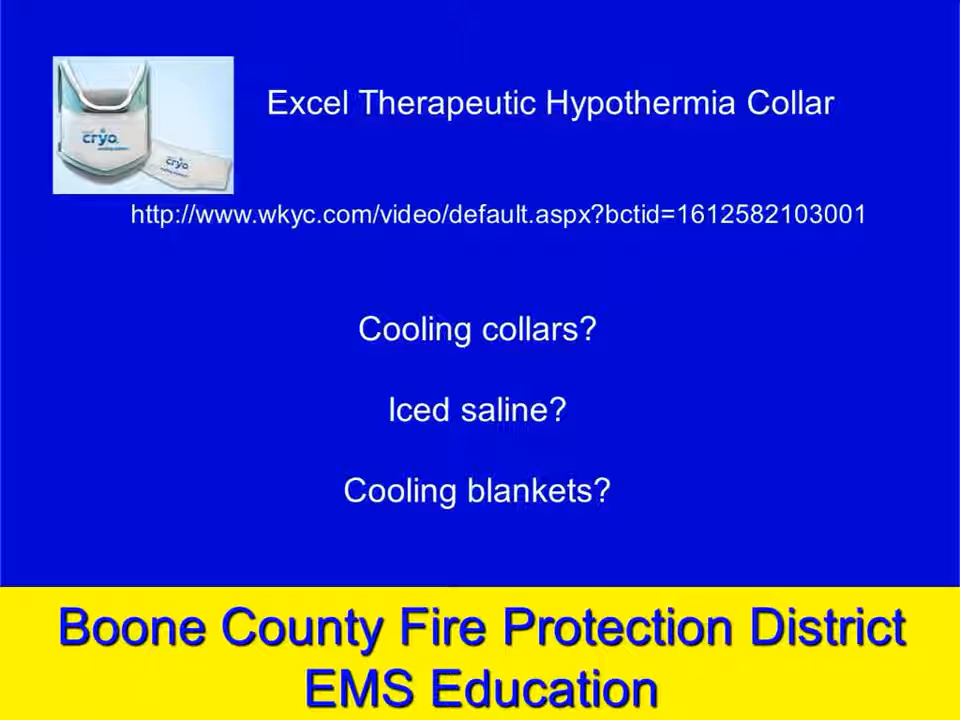 cryo
cryo
Excel Therapeutic Hypothermia Collar
http://www.wkyc.com/video/default.aspx?bctid=1612582103001
Cooling collars?
Iced saline?
Cooling blankets?
Boone County Fire Protection District
EMS Education